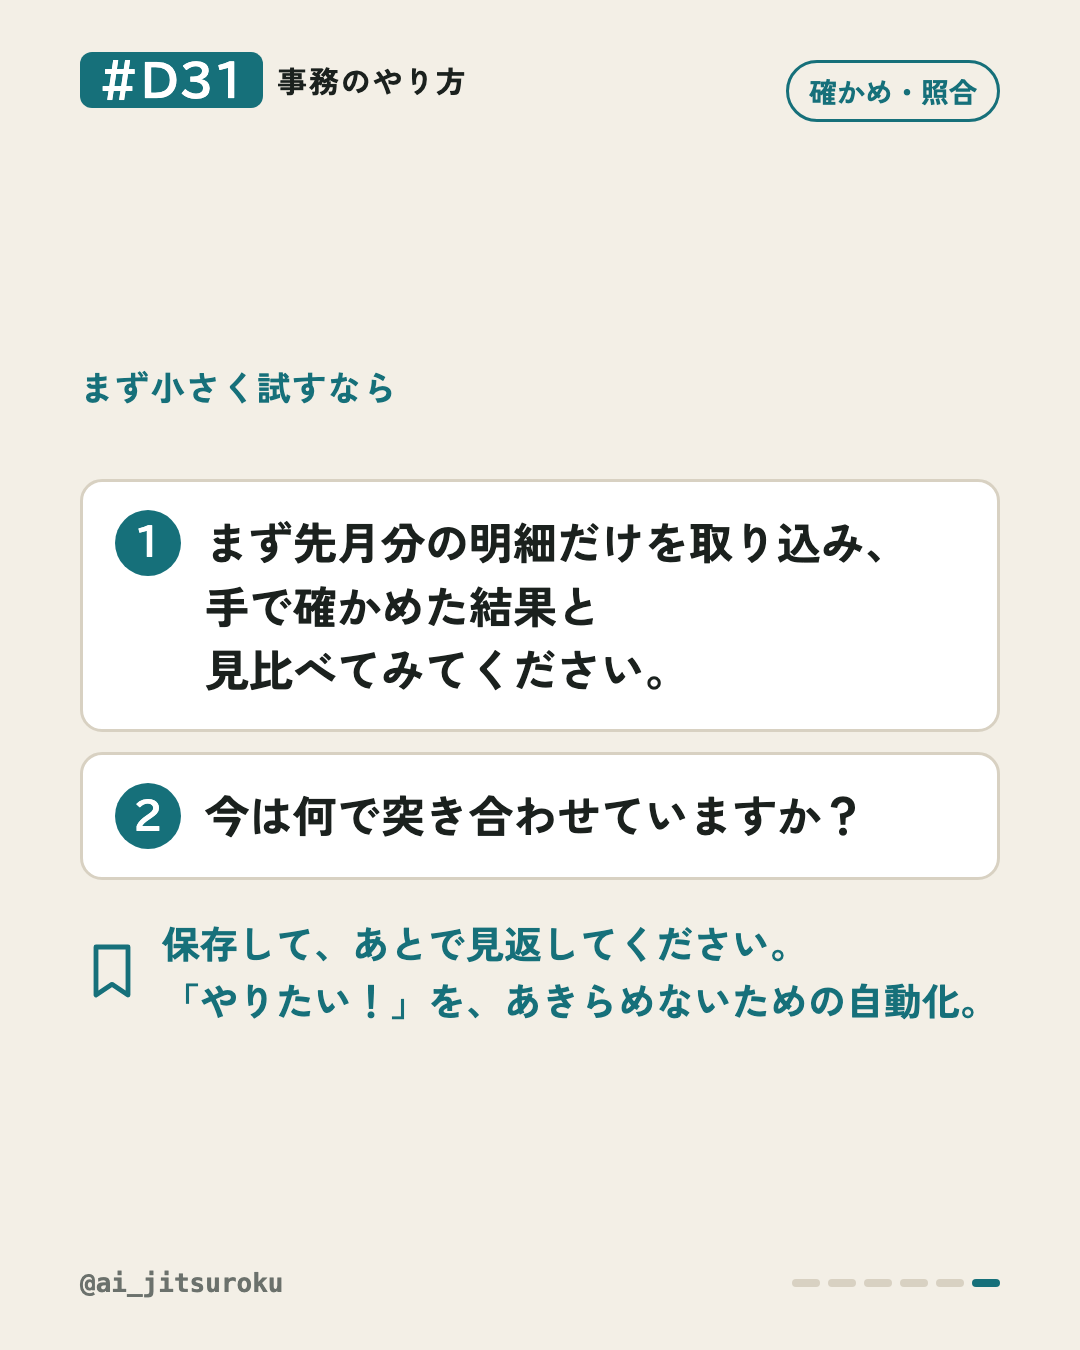 #D31 事務のやり方
確かめ・照合
まず小さく試すなら
1 まず先月分の明細だけを取り込み、
手で確かめた結果と
見比べてみてください。
2 今は何で突き合わせていますか？
保存して、あとで見返してください。
「やりたい！」を、あきらめないための自動化。
@ai_jitsuroku